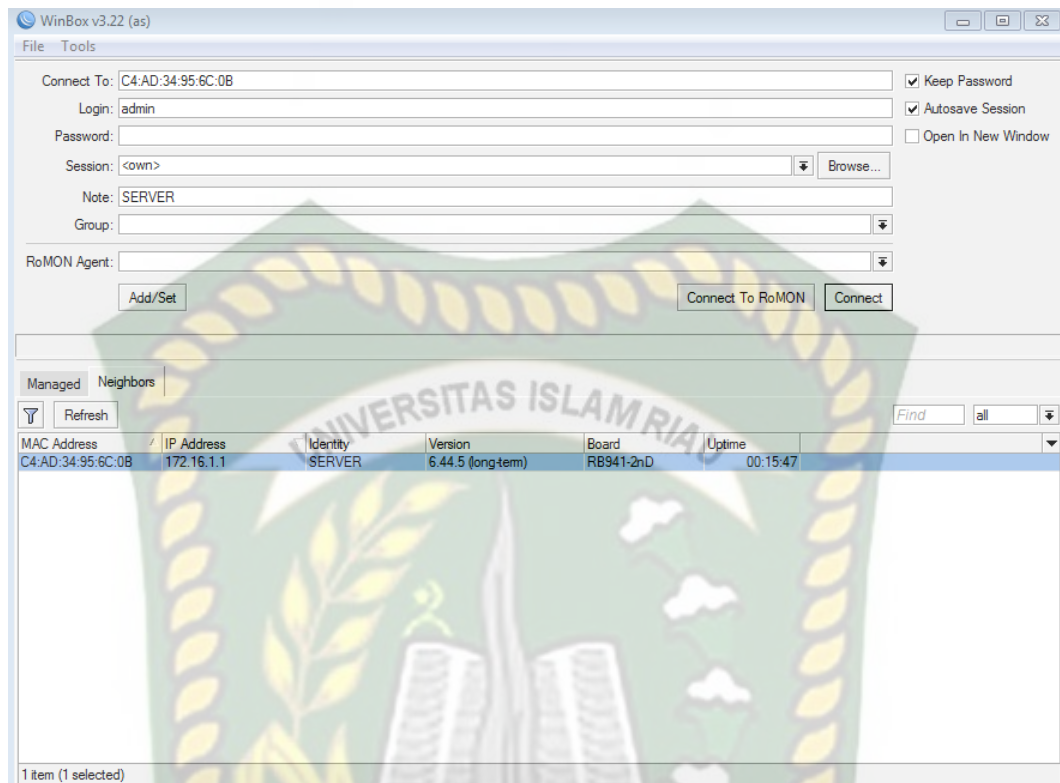 WinBox v3.22 (as)
File Tools
Connect To: C4:AD:34:95:6C:0B
Keep Password
Login: admin
Autosave Session
Password:
Open In New Window
Session: <own>
Browse...
Note: SERVER
Group:
RoMON Agent:
Add/Set
Connect To RoMON
Connect
Managed Neighbors
UNIVERSITAS ISLAM RIAU
Refresh
Find
all
MAC Address IP Address Identity Version Board Uptime
C4:AD:34:95:6C:0B 172.16.1.1 SERVER 6.44.5 (long-term) RB941-2nD 00:15:47
1 item (1 selected)